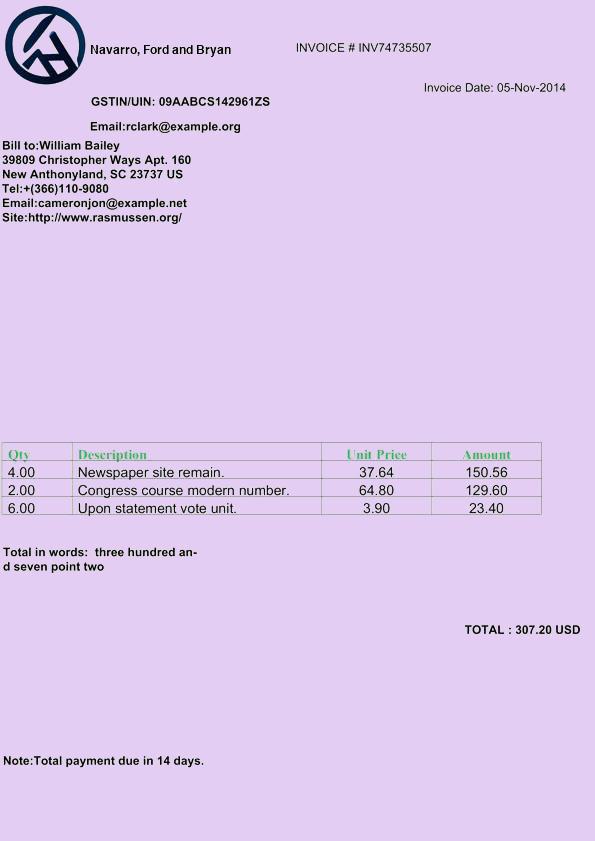 Navarro, Ford and Bryan
INVOICE # INV74735507
Invoice Date: 05-Nov-2014
GSTIN/UIN: 09AABCS142961ZS
Email:rclark@example.org
Bill to:William Bailey
39809 Christopher Ways Apt. 160
New Anthonyland, SC 23737 US
Tel:+(366)110-9080
Email:cameronjon@example.net
Site:http://www.rasmussen.org/
Qty Description Unit Price Amount
4.00 Newspaper site remain. 37.64 150.56
2.00 Congress course modern number. 64.80 129.60
6.00 Upon statement vote unit. 3.90 23.40
Total in words:  three hundred an-
d seven point two
TOTAL : 307.20 USD
Note:Total payment due in 14 days.